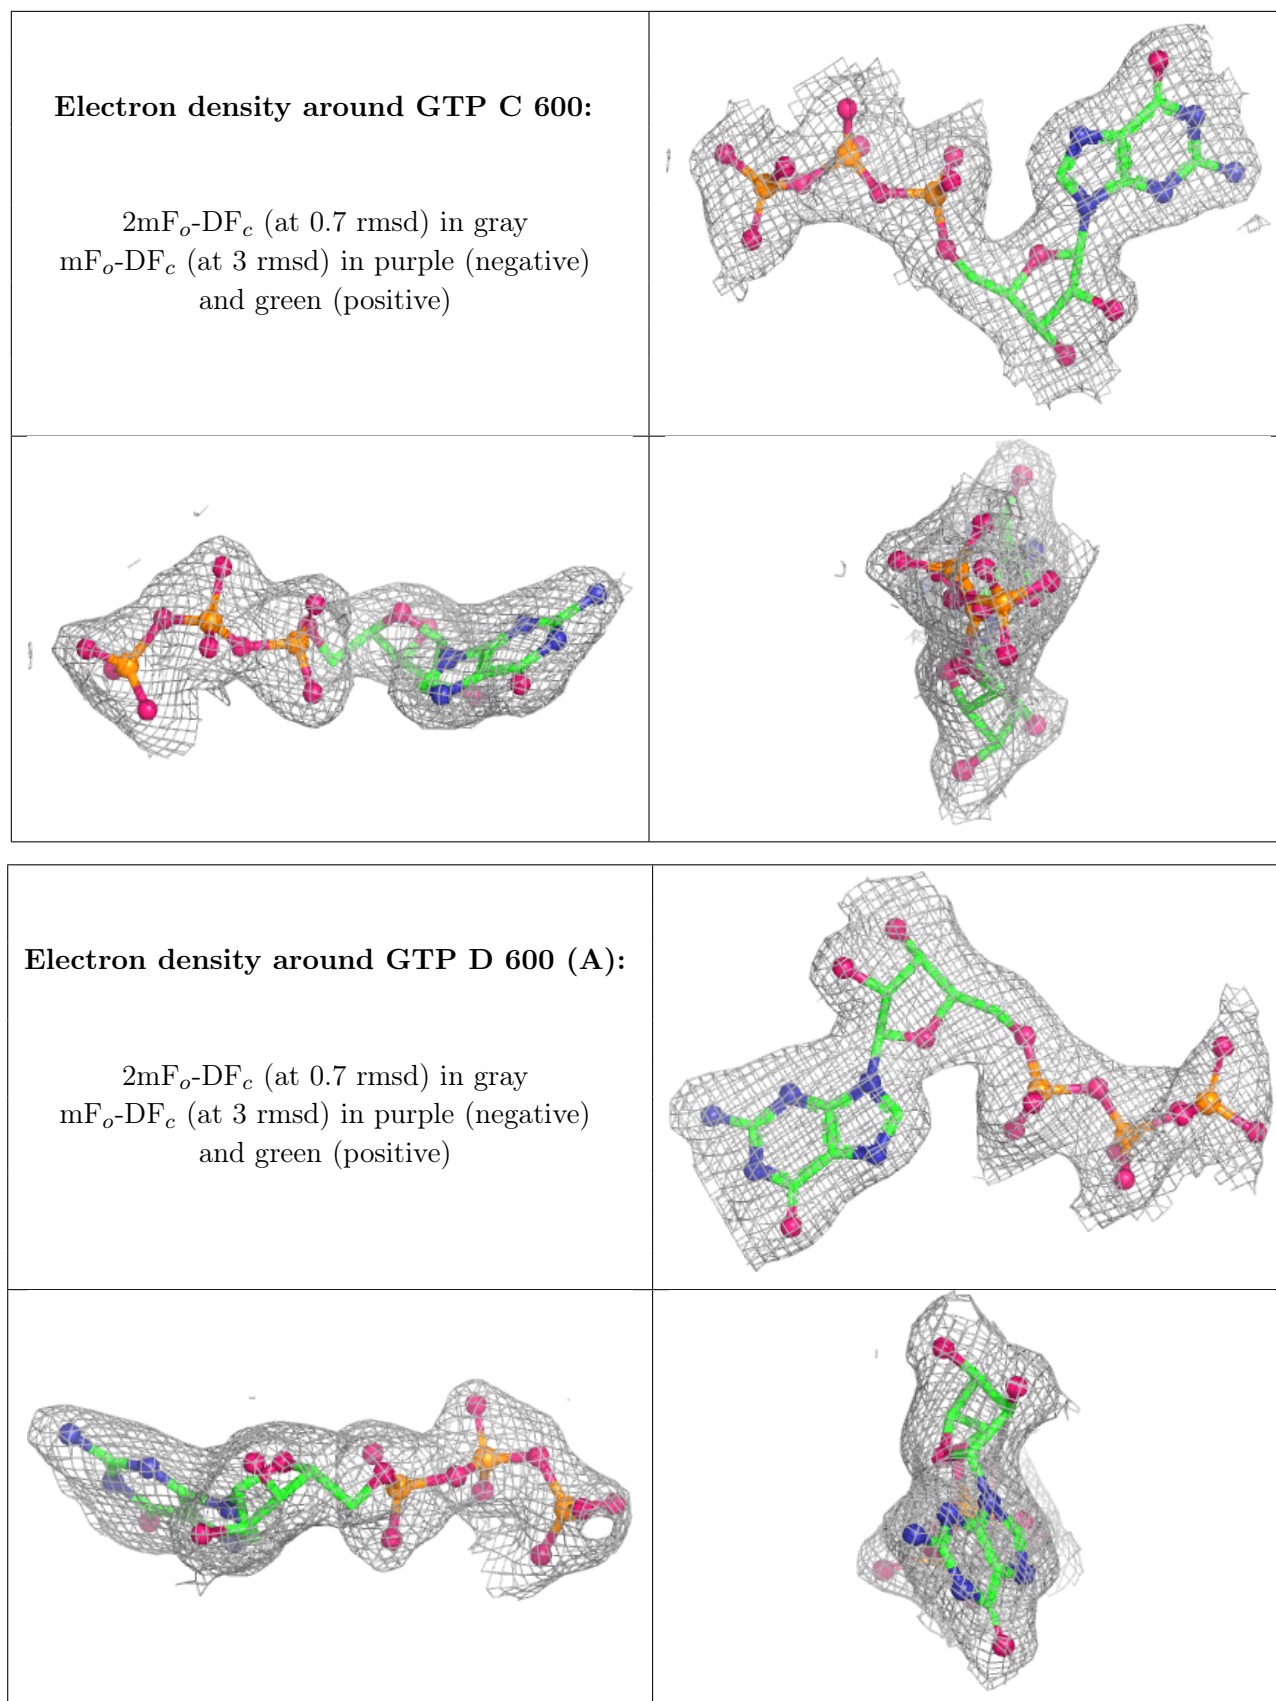 Electron density around GTP C 600:
2mFₒ-DF𝒸 (at 0.7 rmsd) in gray
mFₒ-DF𝒸 (at 3 rmsd) in purple (negative)
and green (positive)
Electron density around GTP D 600 (A):
2mFₒ-DF𝒸 (at 0.7 rmsd) in gray
mFₒ-DF𝒸 (at 3 rmsd) in purple (negative)
and green (positive)